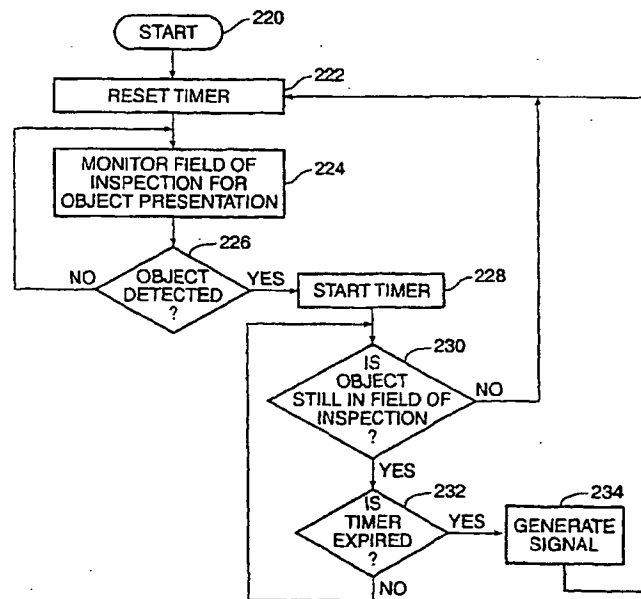 START
220
222
RESET TIMER
MONITOR FIELD OF
INSPECTION FOR
OBJECT PRESENTATION
224
226
NO
OBJECT
DETECTED
?
YES
START TIMER
228
230
IS
OBJECT
STILL IN FIELD OF
INSPECTION
?
NO
YES
232
IS
TIMER
EXPIRED
?
YES
NO
234
GENERATE
SIGNAL